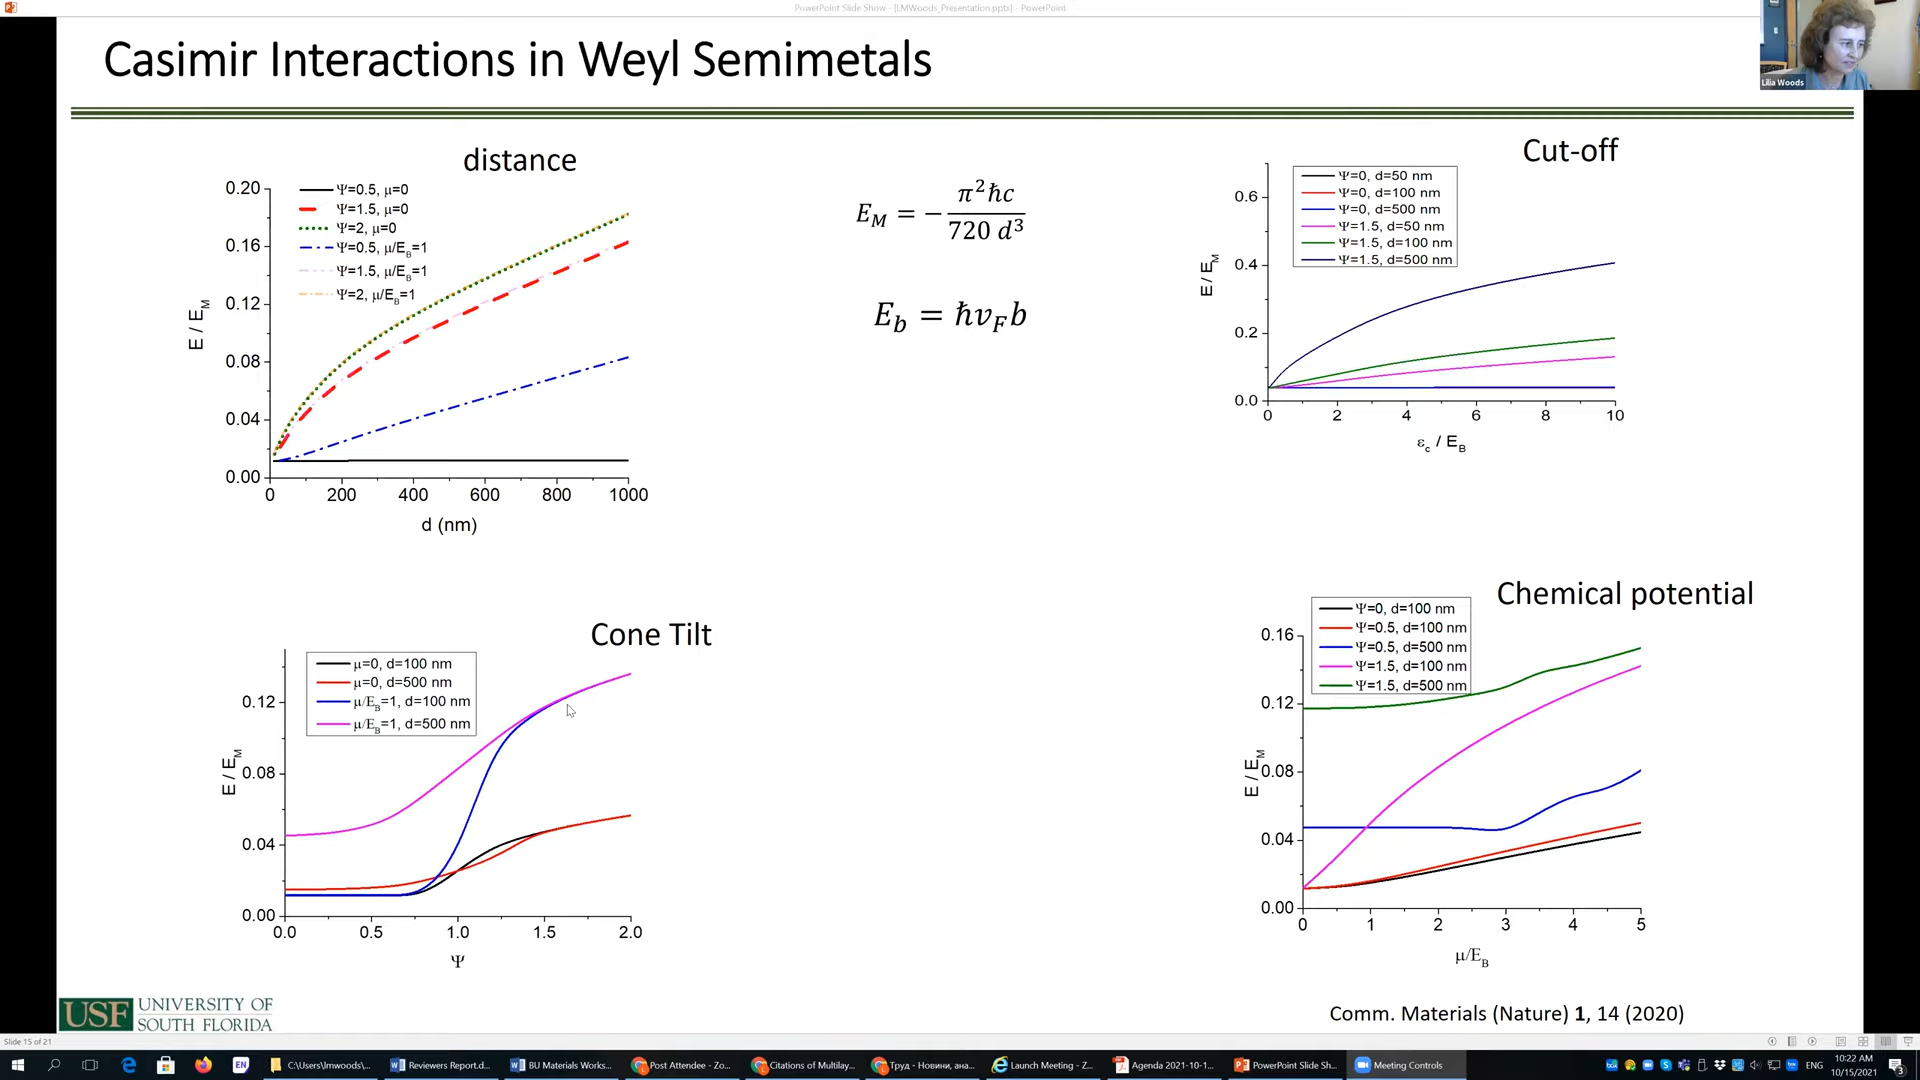 PowerPoint Slide Show - [LMWoods_Presentation.pptx] - PowerPoint
Casimir Interactions in Weyl Semimetals
Lilia Woods
distance
0.20
0.16
0.12
0.08
0.04
0.00
E / E_M
Ψ=0.5, μ=0
Ψ=1.5, μ=0
Ψ=2, μ=0
Ψ=0.5, μ/E_B=1
Ψ=1.5, μ/E_B=1
Ψ=2, μ/E_B=1
0 200 400 600 800 1000
d (nm)
E_M = − π²ħc / 720 d³
E_b = ħv_F b
Cut-off
0.6
0.4
0.2
0.0
E / E_M
Ψ=0, d=50 nm
Ψ=0, d=100 nm
Ψ=0, d=500 nm
Ψ=1.5, d=50 nm
Ψ=1.5, d=100 nm
Ψ=1.5, d=500 nm
0 2 4 6 8 10
ε_c / E_B
Cone Tilt
0.12
0.08
0.04
0.00
E / E_M
μ=0, d=100 nm
μ=0, d=500 nm
μ/E_B=1, d=100 nm
μ/E_B=1, d=500 nm
0.0 0.5 1.0 1.5 2.0
Ψ
Chemical potential
0.16
0.12
0.08
0.04
0.00
E / E_M
Ψ=0, d=100 nm
Ψ=0.5, d=100 nm
Ψ=0.5, d=500 nm
Ψ=1.5, d=100 nm
Ψ=1.5, d=500 nm
0 1 2 3 4 5
μ/E_B
USF UNIVERSITY OF
SOUTH FLORIDA
Comm. Materials (Nature) 1, 14 (2020)
Slide 15 of 21
EN
C:\Users\lmwoods\...
Reviewers Report.d...
BU Materials Works...
Post Attendee - Zo...
Citations of Multilay...
Труд - Новини, ана...
Launch Meeting - Z...
Agenda 2021-10-1...
PowerPoint Slide Sh...
Meeting Controls
ENG
10:22 AM
10/15/2021